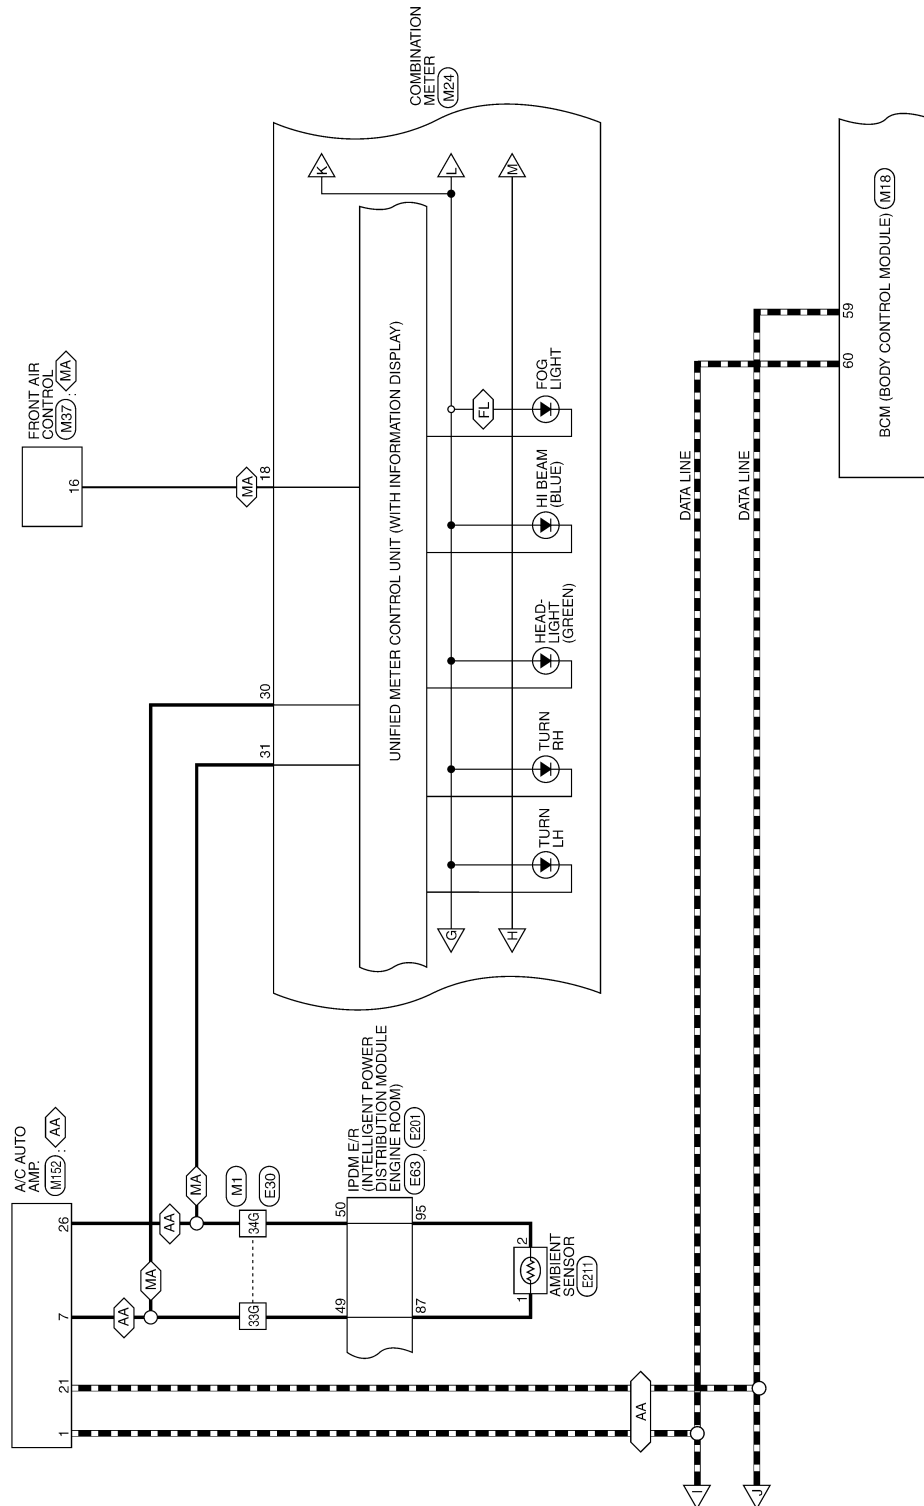 A/C AUTO
AMP.
M152 : AA
1
21
7
26
AA
AA
MA
MA
33G
34G
M1
E30
49
50
IPDM E/R
(INTELLIGENT POWER
DISTRIBUTION MODULE
ENGINE ROOM)
E63 , E201
87
95
1
2
AMBIENT
SENSOR
E211
FRONT AIR
CONTROL
M37 : MA
16
MA
31
30
18
COMBINATION
METER
M24
UNIFIED METER CONTROL UNIT (WITH INFORMATION DISPLAY)
K
G
L
H
M
FL
TURN
LH
TURN
RH
HEAD-
LIGHT
(GREEN)
HI BEAM
(BLUE)
FOG
LIGHT
AA
I
J
DATA LINE
DATA LINE
60
59
BCM (BODY CONTROL MODULE) M18